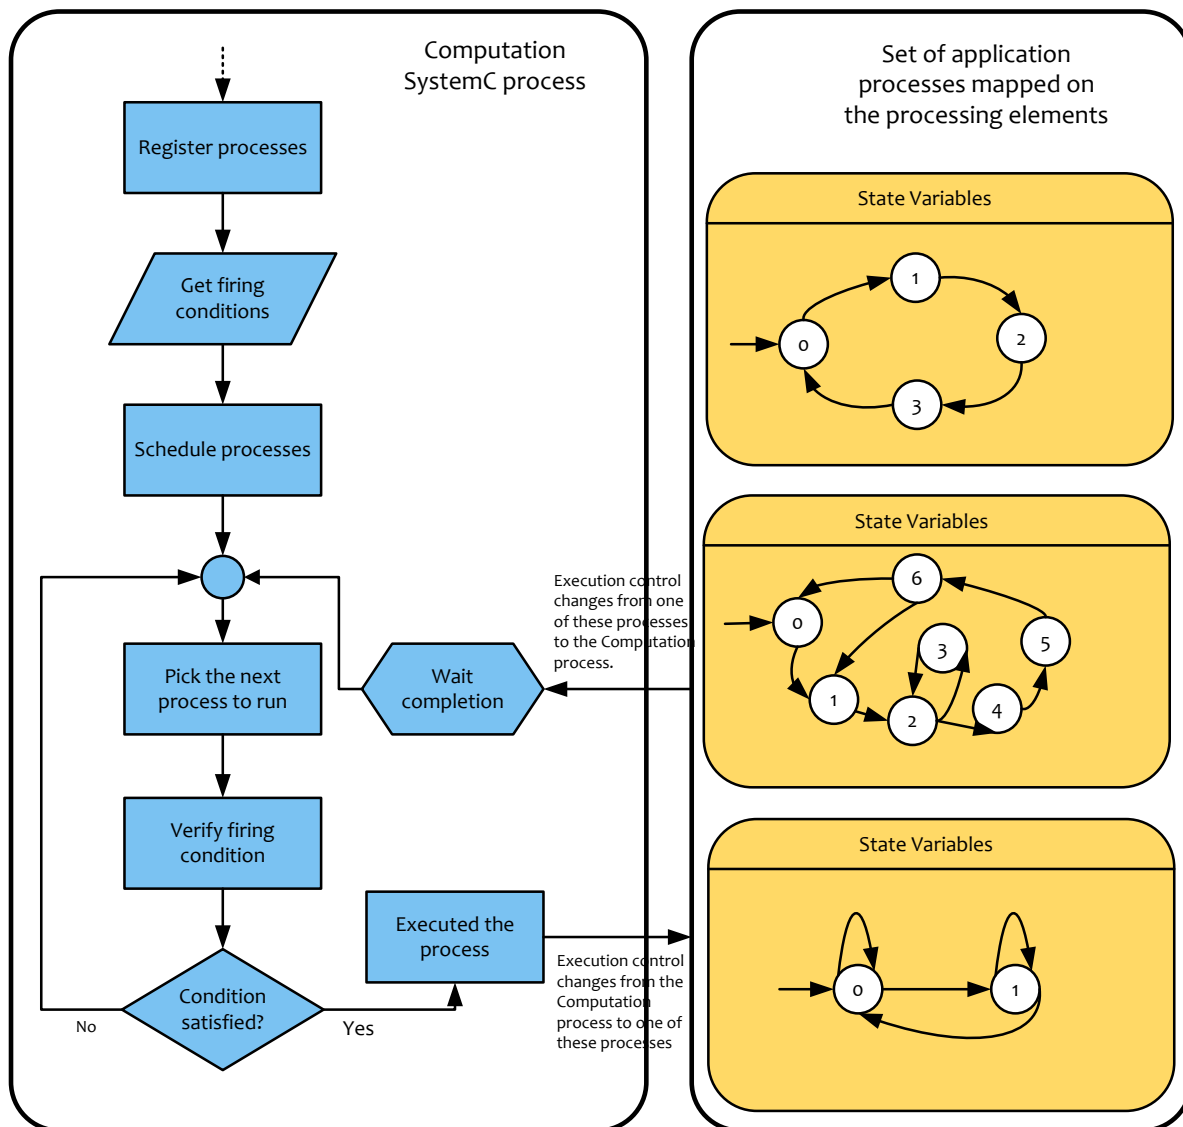 Computation
SystemC process
Register processes
Get firing
conditions
Schedule processes
Pick the next
process to run
Wait
completion
Verify firing
condition
Executed the
process
Condition
satisfied?
No
Yes
Execution control
changes from one
of these processes
to the Computation
process.
Execution control
changes from the
Computation
process to one of
these processes
Set of application
processes mapped on
the processing elements
State Variables
1
0
2
3
State Variables
6
0
3
5
1
2
4
State Variables
0
1